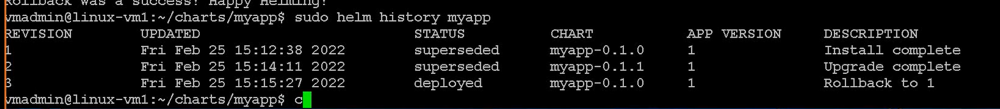 Rollback was a success! Happy Helming!
vmadmin@linux-vm1:~/charts/myapp$ sudo helm history myapp
REVISION UPDATED STATUS CHART APP VERSION DESCRIPTION
1 Fri Feb 25 15:12:38 2022 superseded myapp-0.1.0 1 Install complete
2 Fri Feb 25 15:14:11 2022 superseded myapp-0.1.1 1 Upgrade complete
3 Fri Feb 25 15:15:27 2022 deployed myapp-0.1.0 1 Rollback to 1
vmadmin@linux-vm1:~/charts/myapp$ c